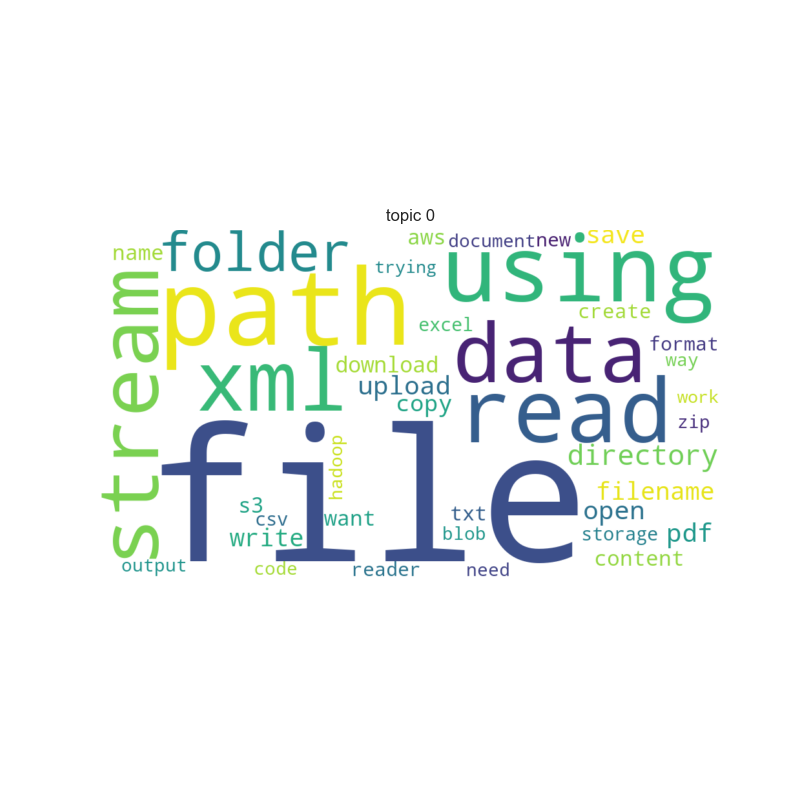 topic 0
name
folder
aws
document
new
save
trying
path
using
stream
excel
create
data
format
way
xml
download
upload
copy
read
work
zip
directory
file
hadoop
filename
s3
csv
want
write
txt
open
blob
storage
pdf
content
output
code
reader
need